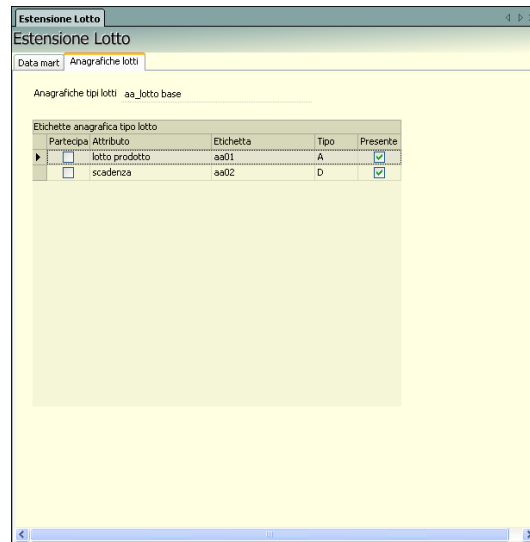 Estensione Lotto
Estensione Lotto
Data mart Anagrafiche lotti
Anagrafiche tipi lotti aa_lotto base
Etichette anagrafica tipo lotto
Partecipa Attributo Etichetta Tipo Presente
lotto prodotto aa01 A
scadenza aa02 D